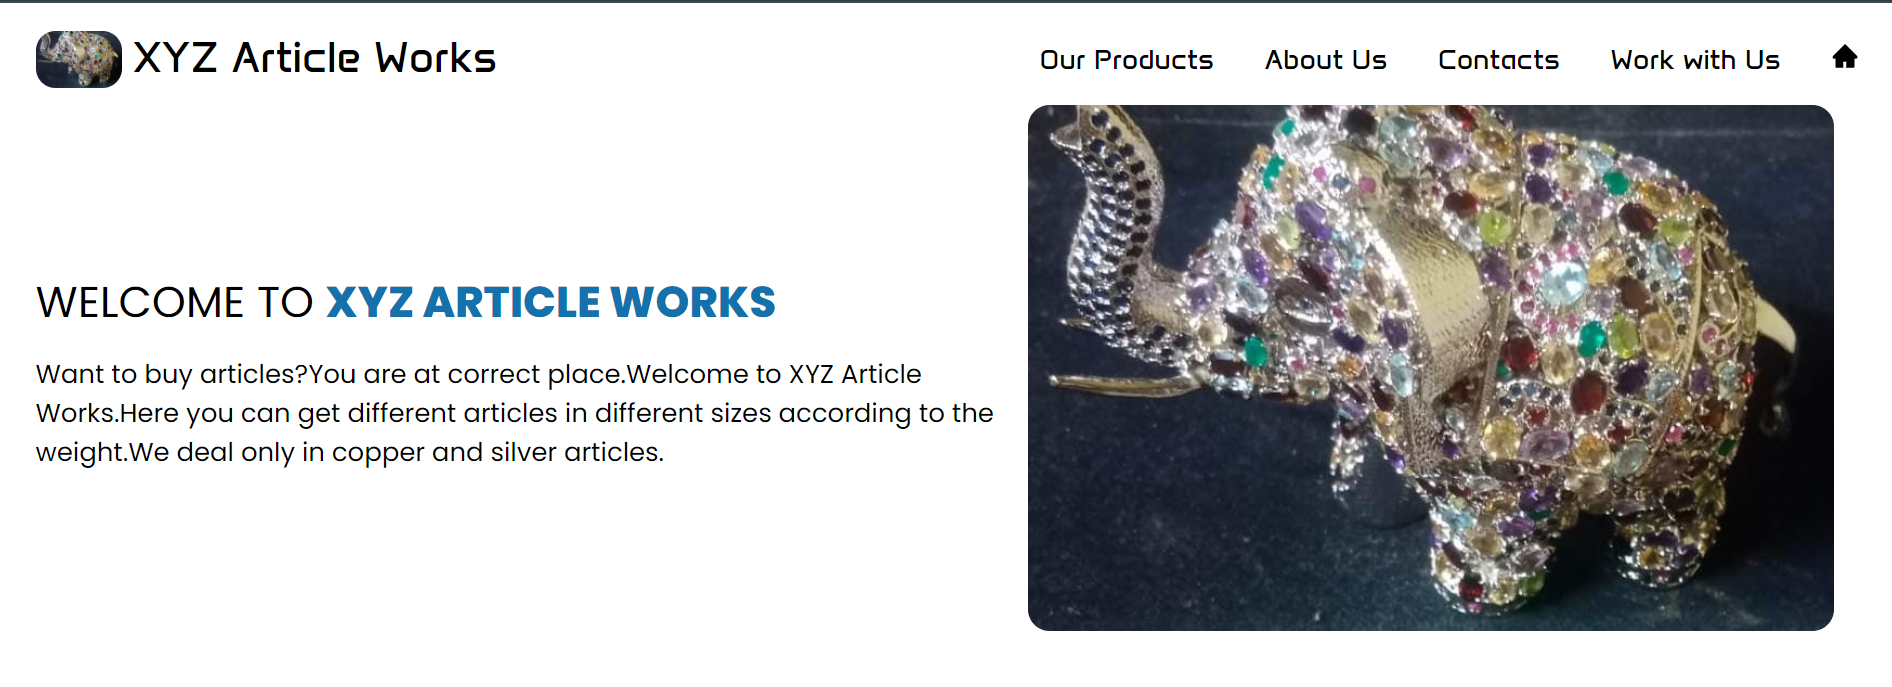 XYZ Article Works
Our Products
About Us
Contacts
Work with Us
WELCOME TO XYZ ARTICLE WORKS
Want to buy articles?You are at correct place.Welcome to XYZ Article
Works.Here you can get different articles in different sizes according to the
weight.We deal only in copper and silver articles.